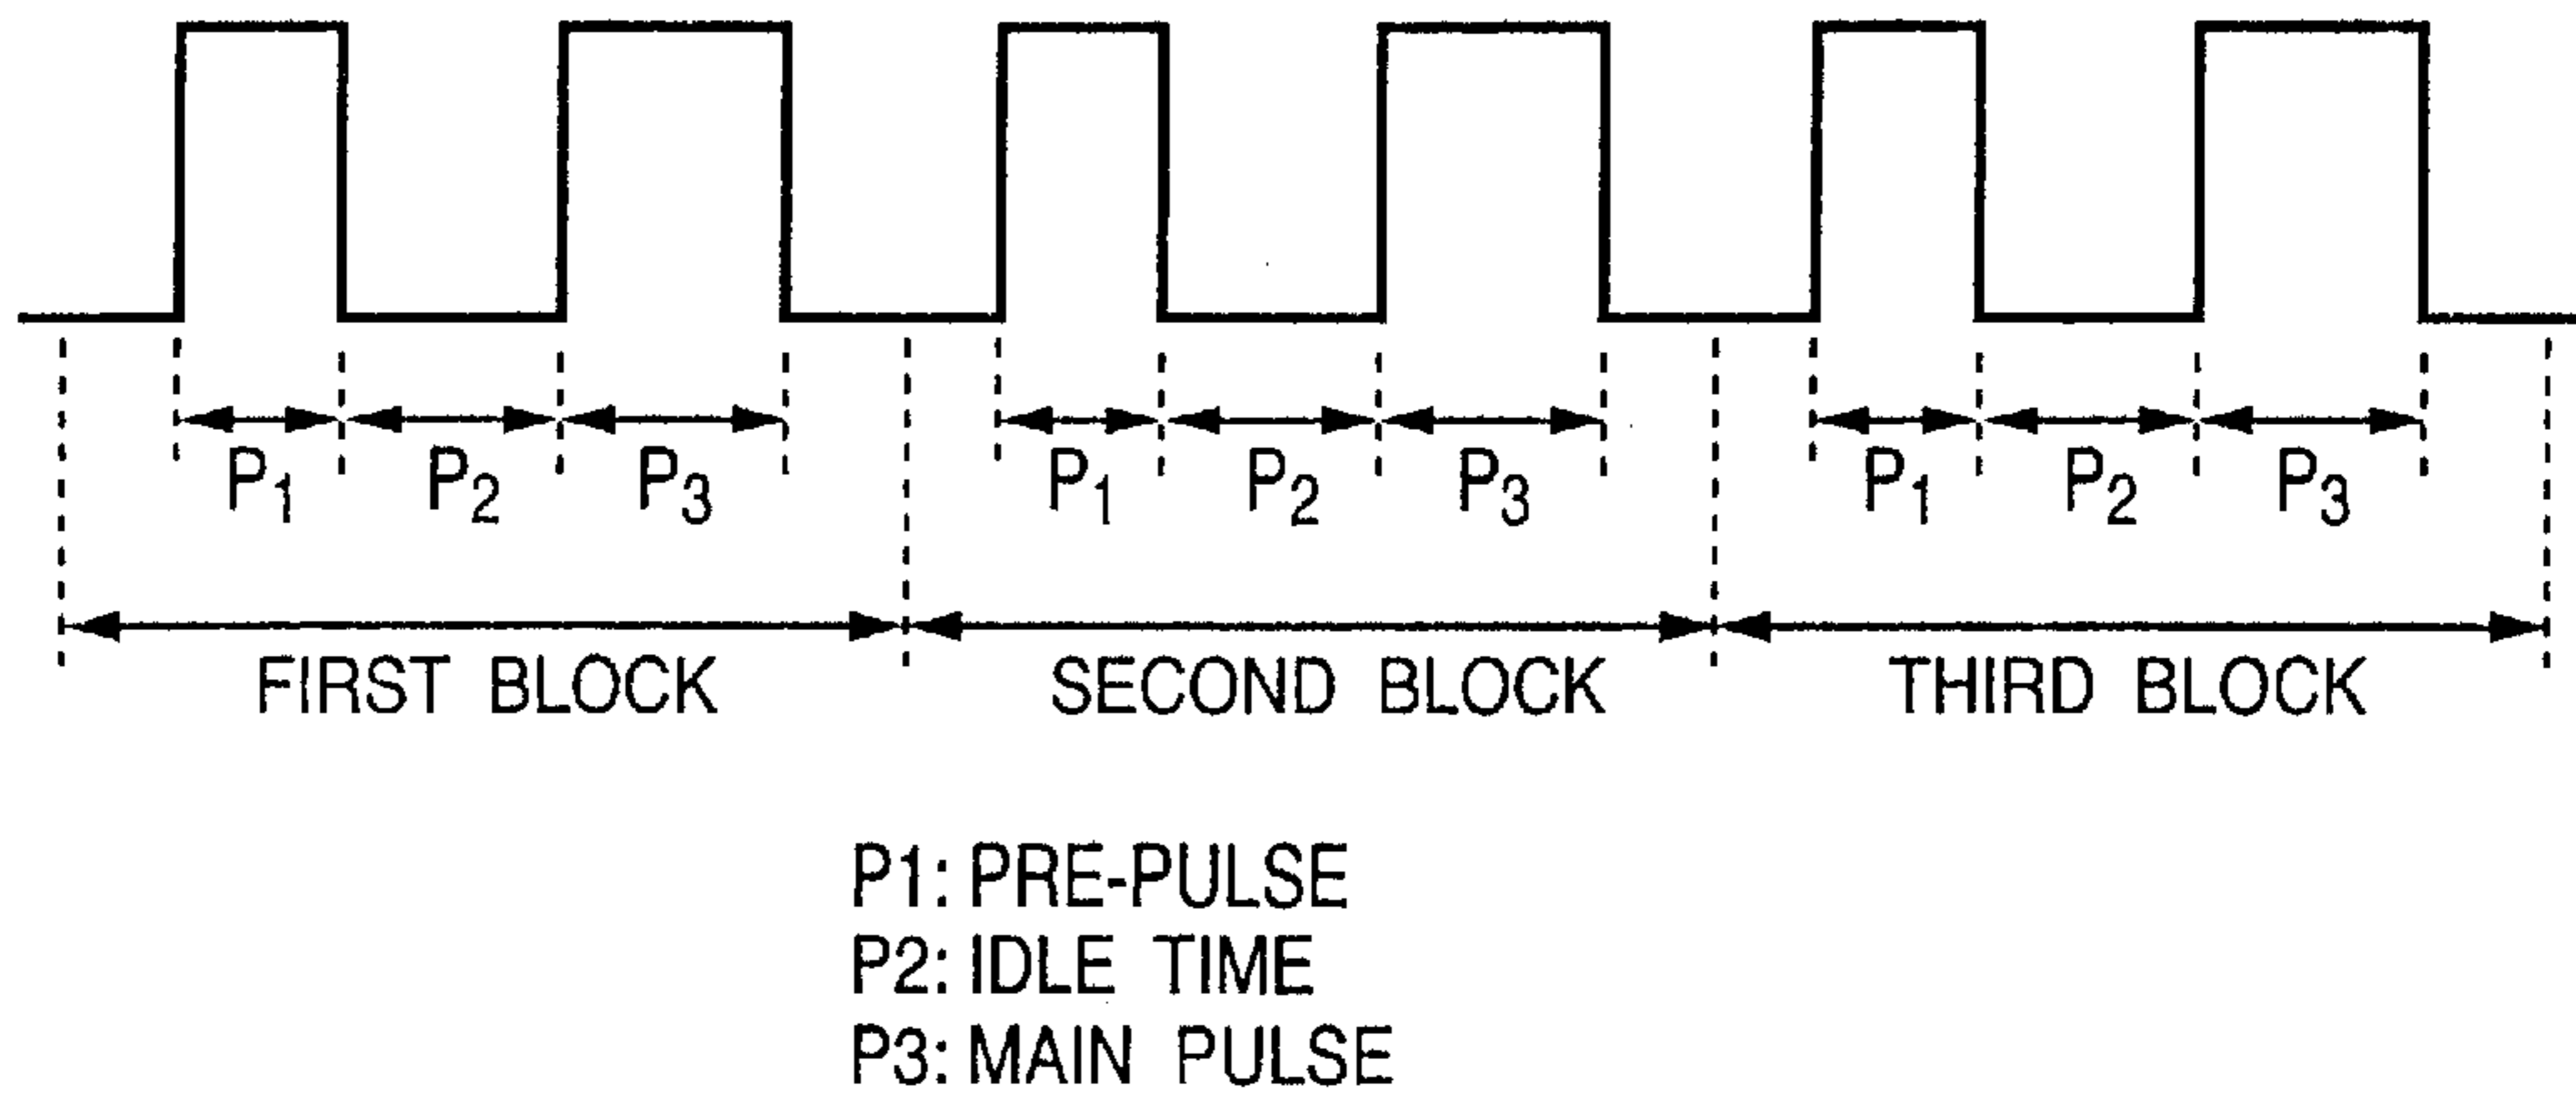 P1 P2 P3 P1 P2 P3 P1 P2 P3
FIRST BLOCK SECOND BLOCK THIRD BLOCK
P1: PRE-PULSE
P2: IDLE TIME
P3: MAIN PULSE